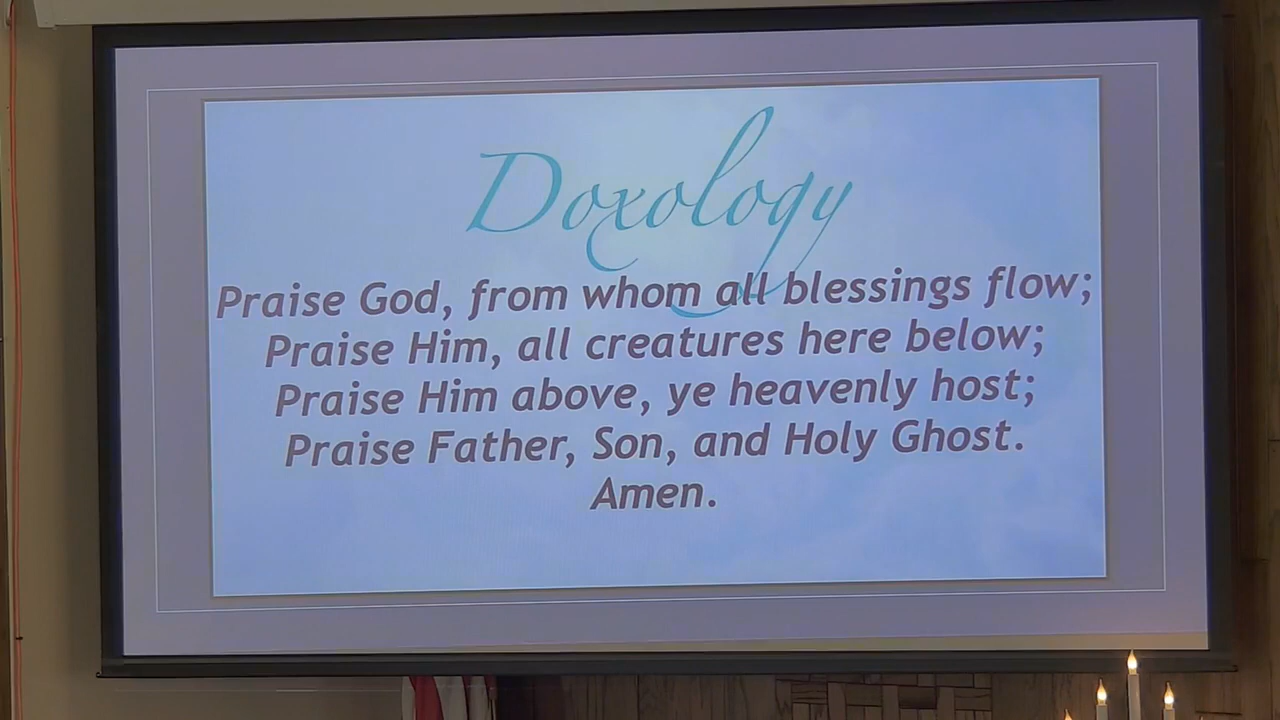 Doxology
Praise God, from whom all blessings flow;
Praise Him, all creatures here below;
Praise Him above, ye heavenly host;
Praise Father, Son, and Holy Ghost.
Amen.